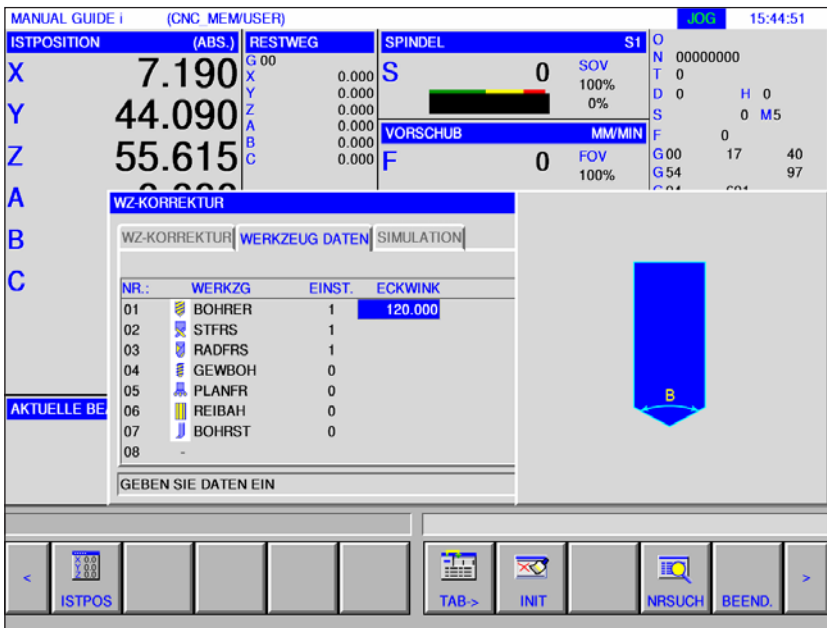 MANUAL GUIDE i (CNC_MEM/USER) JOG 15:44:51
ISTPOSITION (ABS.)
X 7.190
Y 44.090
Z 55.615
A
B
C
RESTWEG
G 00
X 0.000
Y 0.000
Z 0.000
A 0.000
B 0.000
C 0.000
SPINDEL S1
S 0 SOV
100%
0%
VORSCHUB MM/MIN
F 0 FOV
100%
O
N 00000000
T 0
D 0 H 0
S 0 M5
F 0
G00 17 40
G54 97
WZ-KORREKTUR
WZ-KORREKTUR WERKZEUG DATEN SIMULATION
NR.: WERKZG EINST. ECKWINK
01 BOHRER 1 120.000
02 STFRS 1
03 RADFRS 1
04 GEWBOH 0
05 PLANFR 0
06 REIBAH 0
07 BOHRST 0
08 -
GEBEN SIE DATEN EIN
B
AKTUELLE BE
< ISTPOS TAB-> INIT NRSUCH BEEND. >